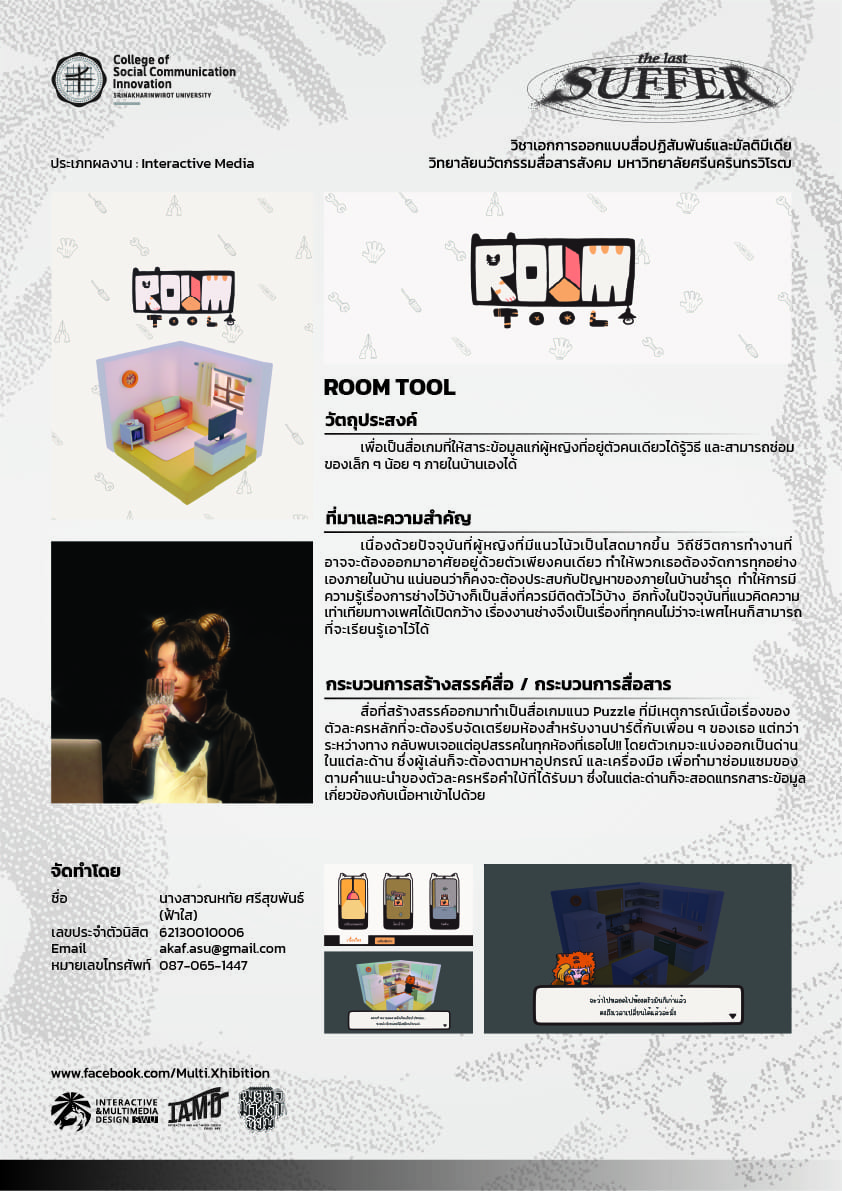 College of
Social Communication
Innovation
SRINAKHARINWIROT UNIVERSITY
the last
SUFFER
วิชาเอกการออกแบบสื่อปฏิสัมพันธ์และมัลติมีเดีย
ประเภทผลงาน : Interactive Media
วิทยาลัยนวัตกรรมสื่อสารสังคม มหาวิทยาลัยศรีนครินทรวิโรฒ
ROOM
TOOL
ROOM
TOOL
ROOM TOOL
วัตถุประสงค์
เพื่อเป็นสื่อเกมที่ให้สาระข้อมูลแก่ผู้หญิงที่อยู่ตัวคนเดียวได้รู้วิธี และสามารถซ่อม
ของเล็ก ๆ น้อย ๆ ภายในบ้านเองได้
ที่มาและความสำคัญ
เนื่องด้วยปัจจุบันที่ผู้หญิงที่มีแนวโน้วเป็นโสดมากขึ้น วิถีชีวิตการทำงานที่
อาจจะต้องออกมาอาศัยอยู่ด้วยตัวเพียงคนเดียว ทำให้พวกเธอต้องจัดการทุกอย่าง
เองภายในบ้าน แน่นอนว่าก็คงจะต้องประสบกับปัญหาของภายในบ้านชำรุด ทำให้การมี
ความรู้เรื่องการช่างไว้บ้างก็เป็นสิ่งที่ควรมีติดตัวไว้บ้าง อีกทั้งในปัจจุบันที่แนวคิดความ
เท่าเทียมทางเพศได้เปิดกว้าง เรื่องงานช่างจึงเป็นเรื่องที่ทุกคนไม่ว่าจะเพศไหนก็สามารถ
ที่จะเรียนรู้เอาไว้ได้
กระบวนการสร้างสรรค์สื่อ / กระบวนการสื่อสาร
สื่อที่สร้างสรรค์ออกมาทำเป็นสื่อเกมแนว Puzzle ที่มีเหตุการณ์เนื้อเรื่องของ
ตัวละครหลักที่จะต้องรีบจัดเตรียมห้องสำหรับงานปาร์ตี้กับเพื่อน ๆ ของเธอ แต่ทว่า
ระหว่างทาง กลับพบเจอแต่อุปสรรคในทุกห้องที่เธอไป!! โดยตัวเกมจะแบ่งออกเป็นด่าน
ในแต่ละด้าน ซึ่งผู้เล่นก็จะต้องตามหาอุปกรณ์ และเครื่องมือ เพื่อทำมาซ่อมแซมของ
ตามคำแนะนำของตัวละครหรือคำใบ้ที่ได้รับมา ซึ่งในแต่ละด่านก็จะสอดแทรกสาระข้อมูล
เกี่ยวข้องกับเนื้อหาเข้าไปด้วย
จัดทำโดย
ชื่อ นางสาวณหทัย ศรีสุขพันธ์
(ฟ้าใส)
เลขประจำตัวนิสิต 62130010006
Email akaf.asu@gmail.com
หมายเลขโทรศัพท์ 087-065-1447
www.facebook.com/Multi.Xhibition
INTERACTIVE
&MULTIMEDIA
DESIGN SWU
IAMD